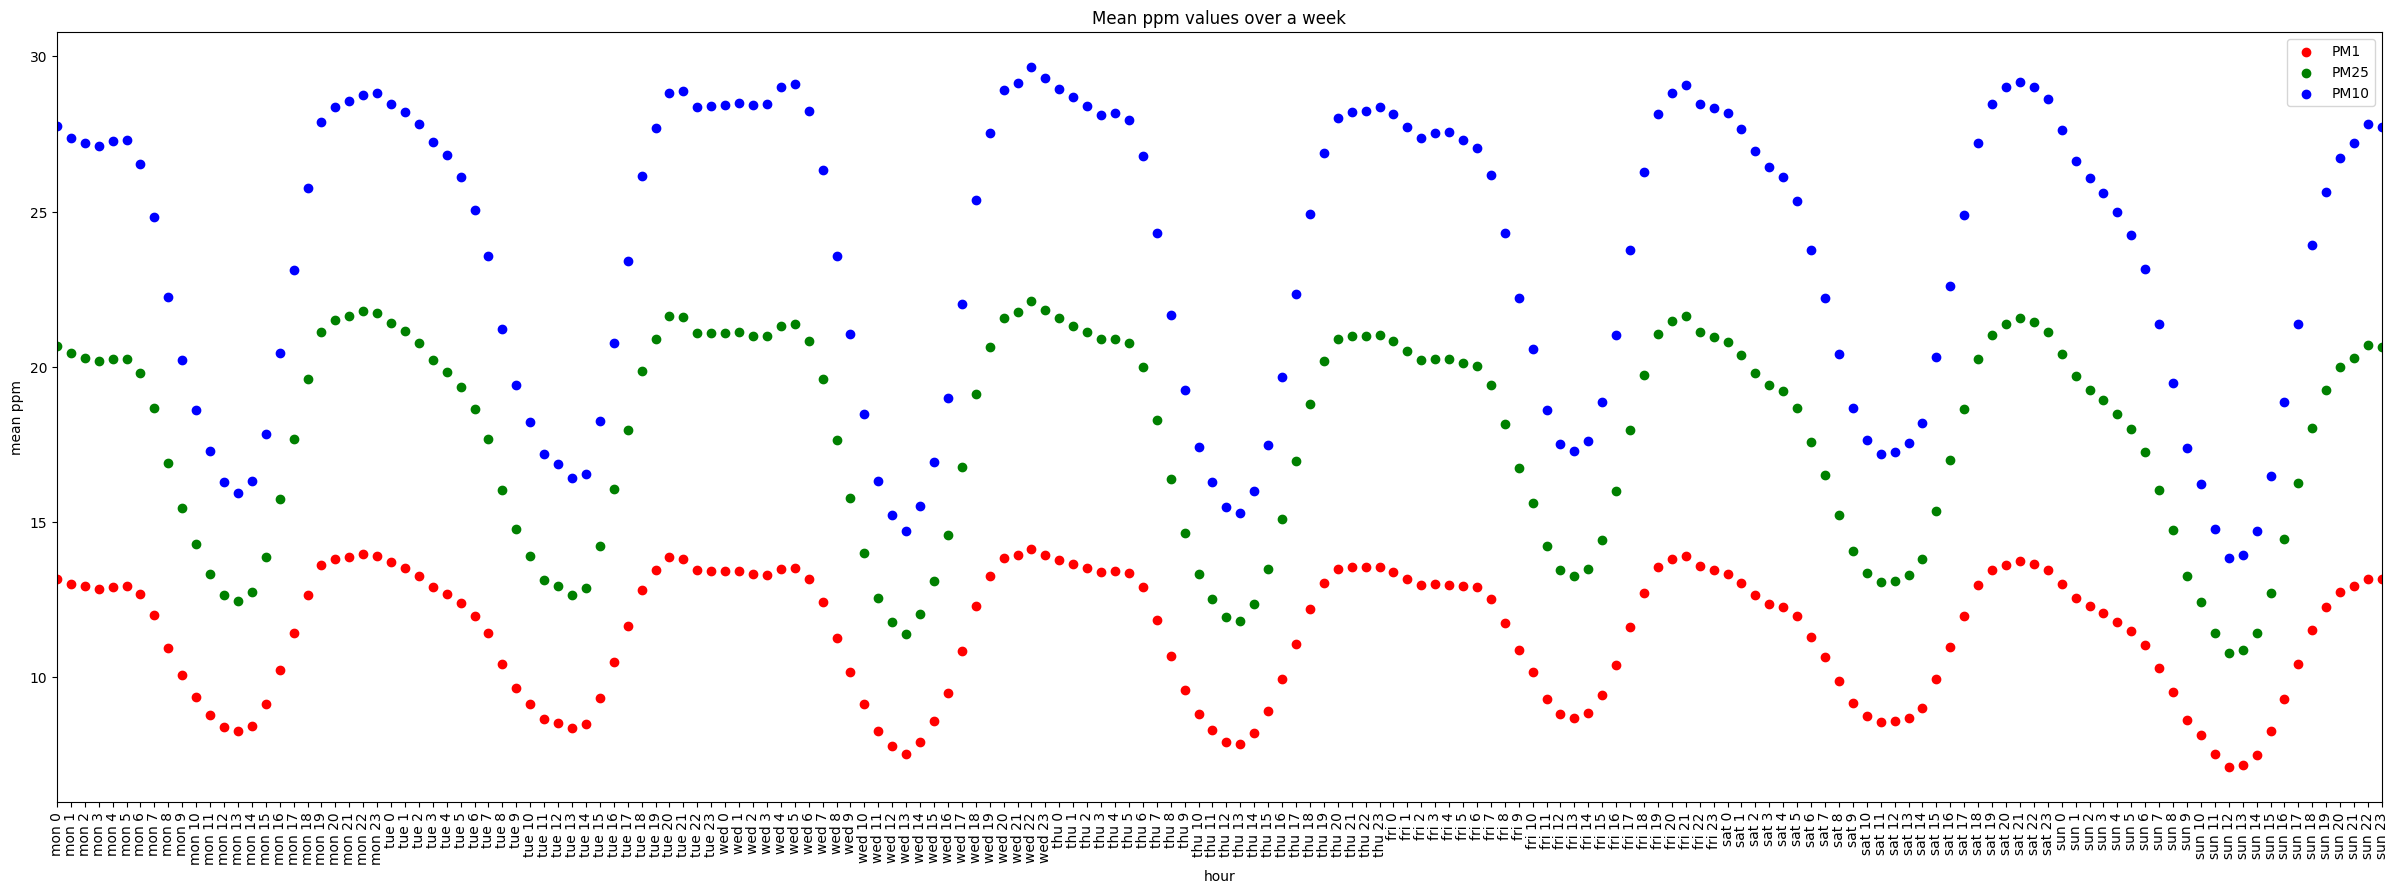 Mean ppm values over a week
PM1
PM25
PM10
mean ppm
30
25
20
15
10
mon 0
mon 1
mon 2
mon 3
mon 4
mon 5
mon 6
mon 7
mon 8
mon 9
mon 10
mon 11
mon 12
mon 13
mon 14
mon 15
mon 16
mon 17
mon 18
mon 19
mon 20
mon 21
mon 22
mon 23
tue 0
tue 1
tue 2
tue 3
tue 4
tue 5
tue 6
tue 7
tue 8
tue 9
tue 10
tue 11
tue 12
tue 13
tue 14
tue 15
tue 16
tue 17
tue 18
tue 19
tue 20
tue 21
tue 22
tue 23
wed 0
wed 1
wed 2
wed 3
wed 4
wed 5
wed 6
wed 7
wed 8
wed 9
wed 10
wed 11
wed 12
wed 13
wed 14
wed 15
wed 16
wed 17
wed 18
wed 19
wed 20
wed 21
wed 22
wed 23
thu 0
thu 1
thu 2
thu 3
thu 4
thu 5
thu 6
thu 7
thu 8
thu 9
thu 10
thu 11
thu 12
thu 13
thu 14
thu 15
thu 16
thu 17
thu 18
thu 19
thu 20
thu 21
thu 22
thu 23
fri 0
fri 1
fri 2
fri 3
fri 4
fri 5
fri 6
fri 7
fri 8
fri 9
fri 10
fri 11
fri 12
fri 13
fri 14
fri 15
fri 16
fri 17
fri 18
fri 19
fri 20
fri 21
fri 22
fri 23
sat 0
sat 1
sat 2
sat 3
sat 4
sat 5
sat 6
sat 7
sat 8
sat 9
sat 10
sat 11
sat 12
sat 13
sat 14
sat 15
sat 16
sat 17
sat 18
sat 19
sat 20
sat 21
sat 22
sat 23
sun 0
sun 1
sun 2
sun 3
sun 4
sun 5
sun 6
sun 7
sun 8
sun 9
sun 10
sun 11
sun 12
sun 13
sun 14
sun 15
sun 16
sun 17
sun 18
sun 19
sun 20
sun 21
sun 22
sun 23
hour